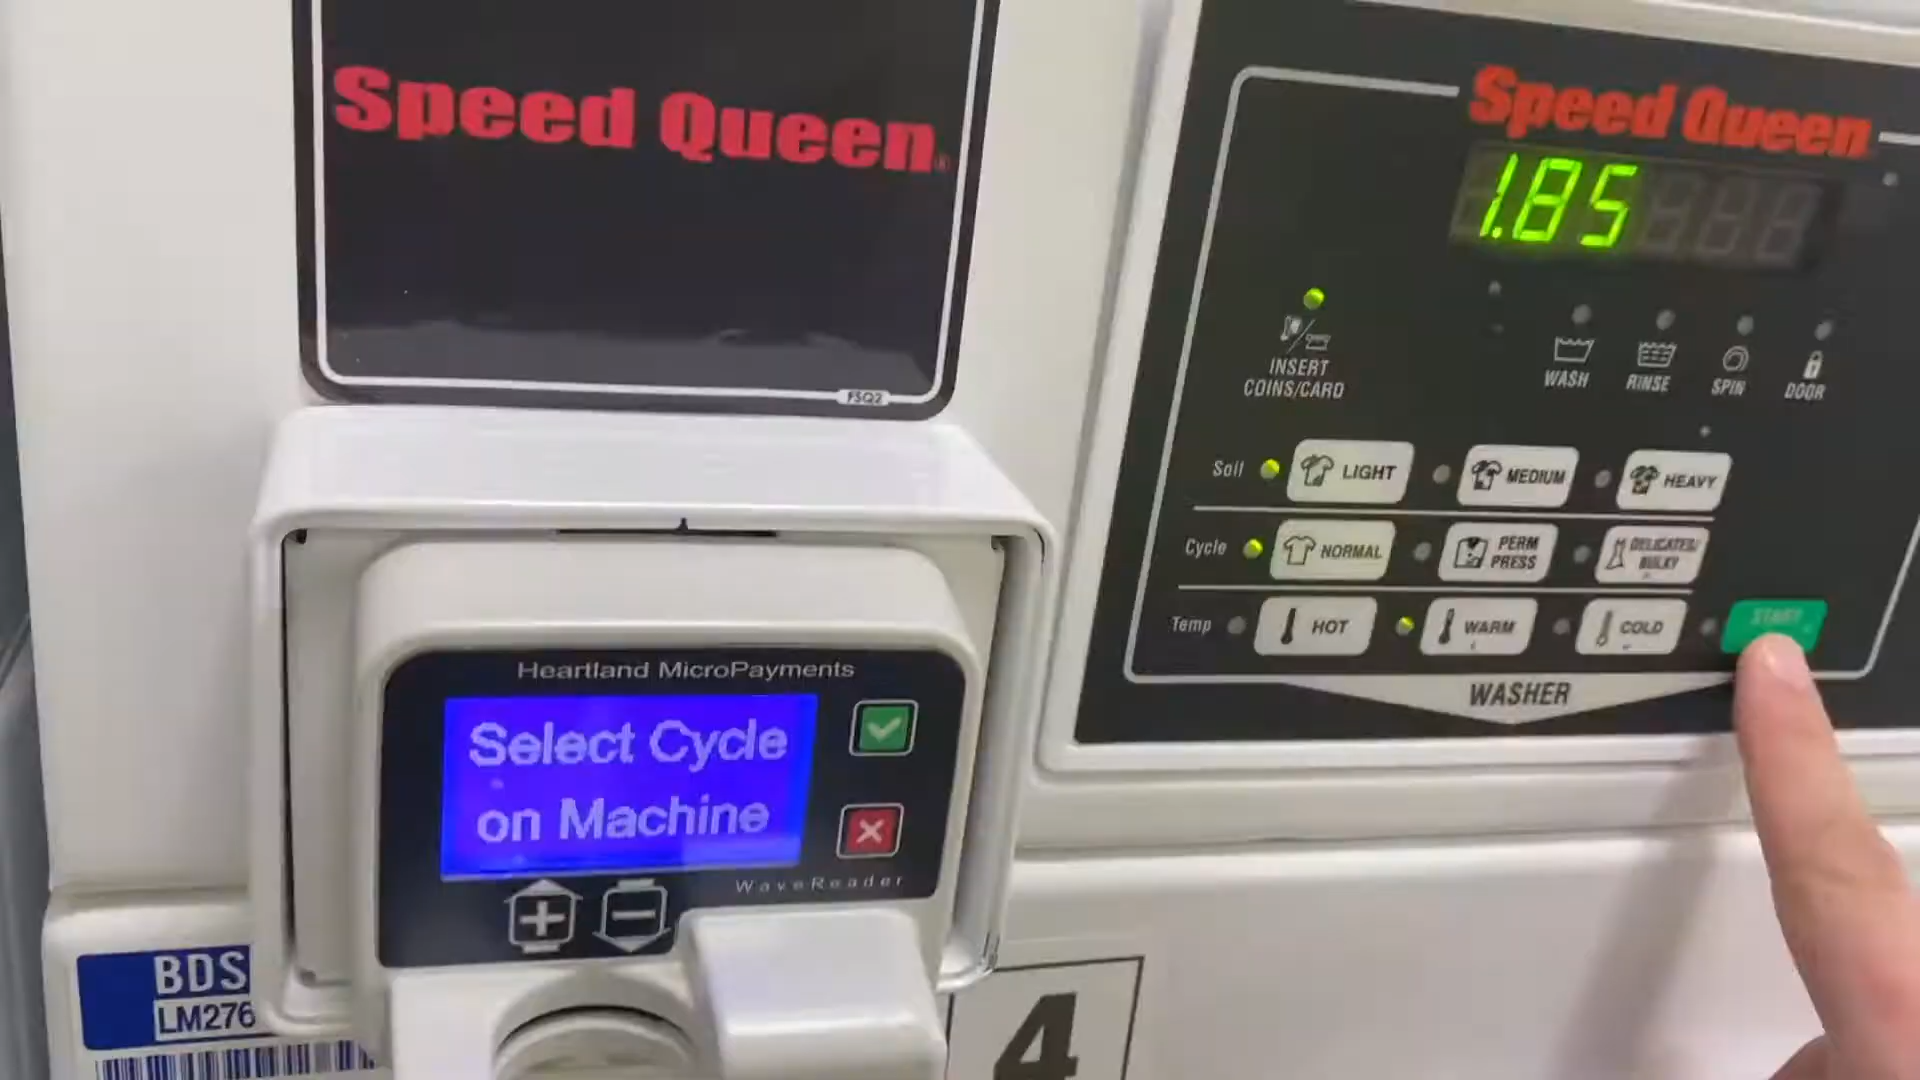 Speed Queen
FSQ2
Heartland MicroPayments
Select Cycle
on Machine
WaveReader
BDS
LM276
4
Speed Queen
1.85
INSERT
COINS/CARD
WASH
RINSE
SPIN
DOOR
Soil
LIGHT
MEDIUM
HEAVY
Cycle
NORMAL
PERM
PRESS
DELICATES/
BULKY
Temp
HOT
WARM
COLD
START
WASHER